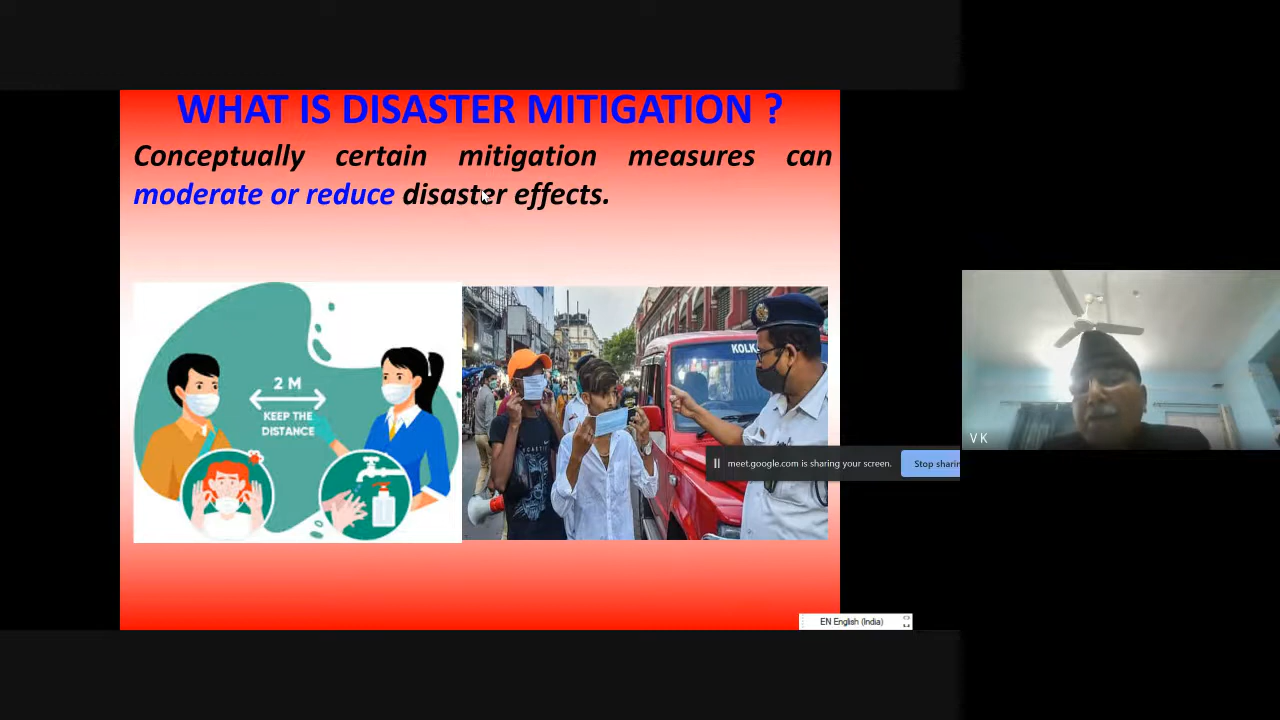 WHAT IS DISASTER MITIGATION ?
Conceptually certain mitigation measures can
moderate or reduce disaster effects.
2 M
KEEP THE
DISTANCE
KOLK
meet.google.com is sharing your screen.
Stop sharin
V K
EN English (India)